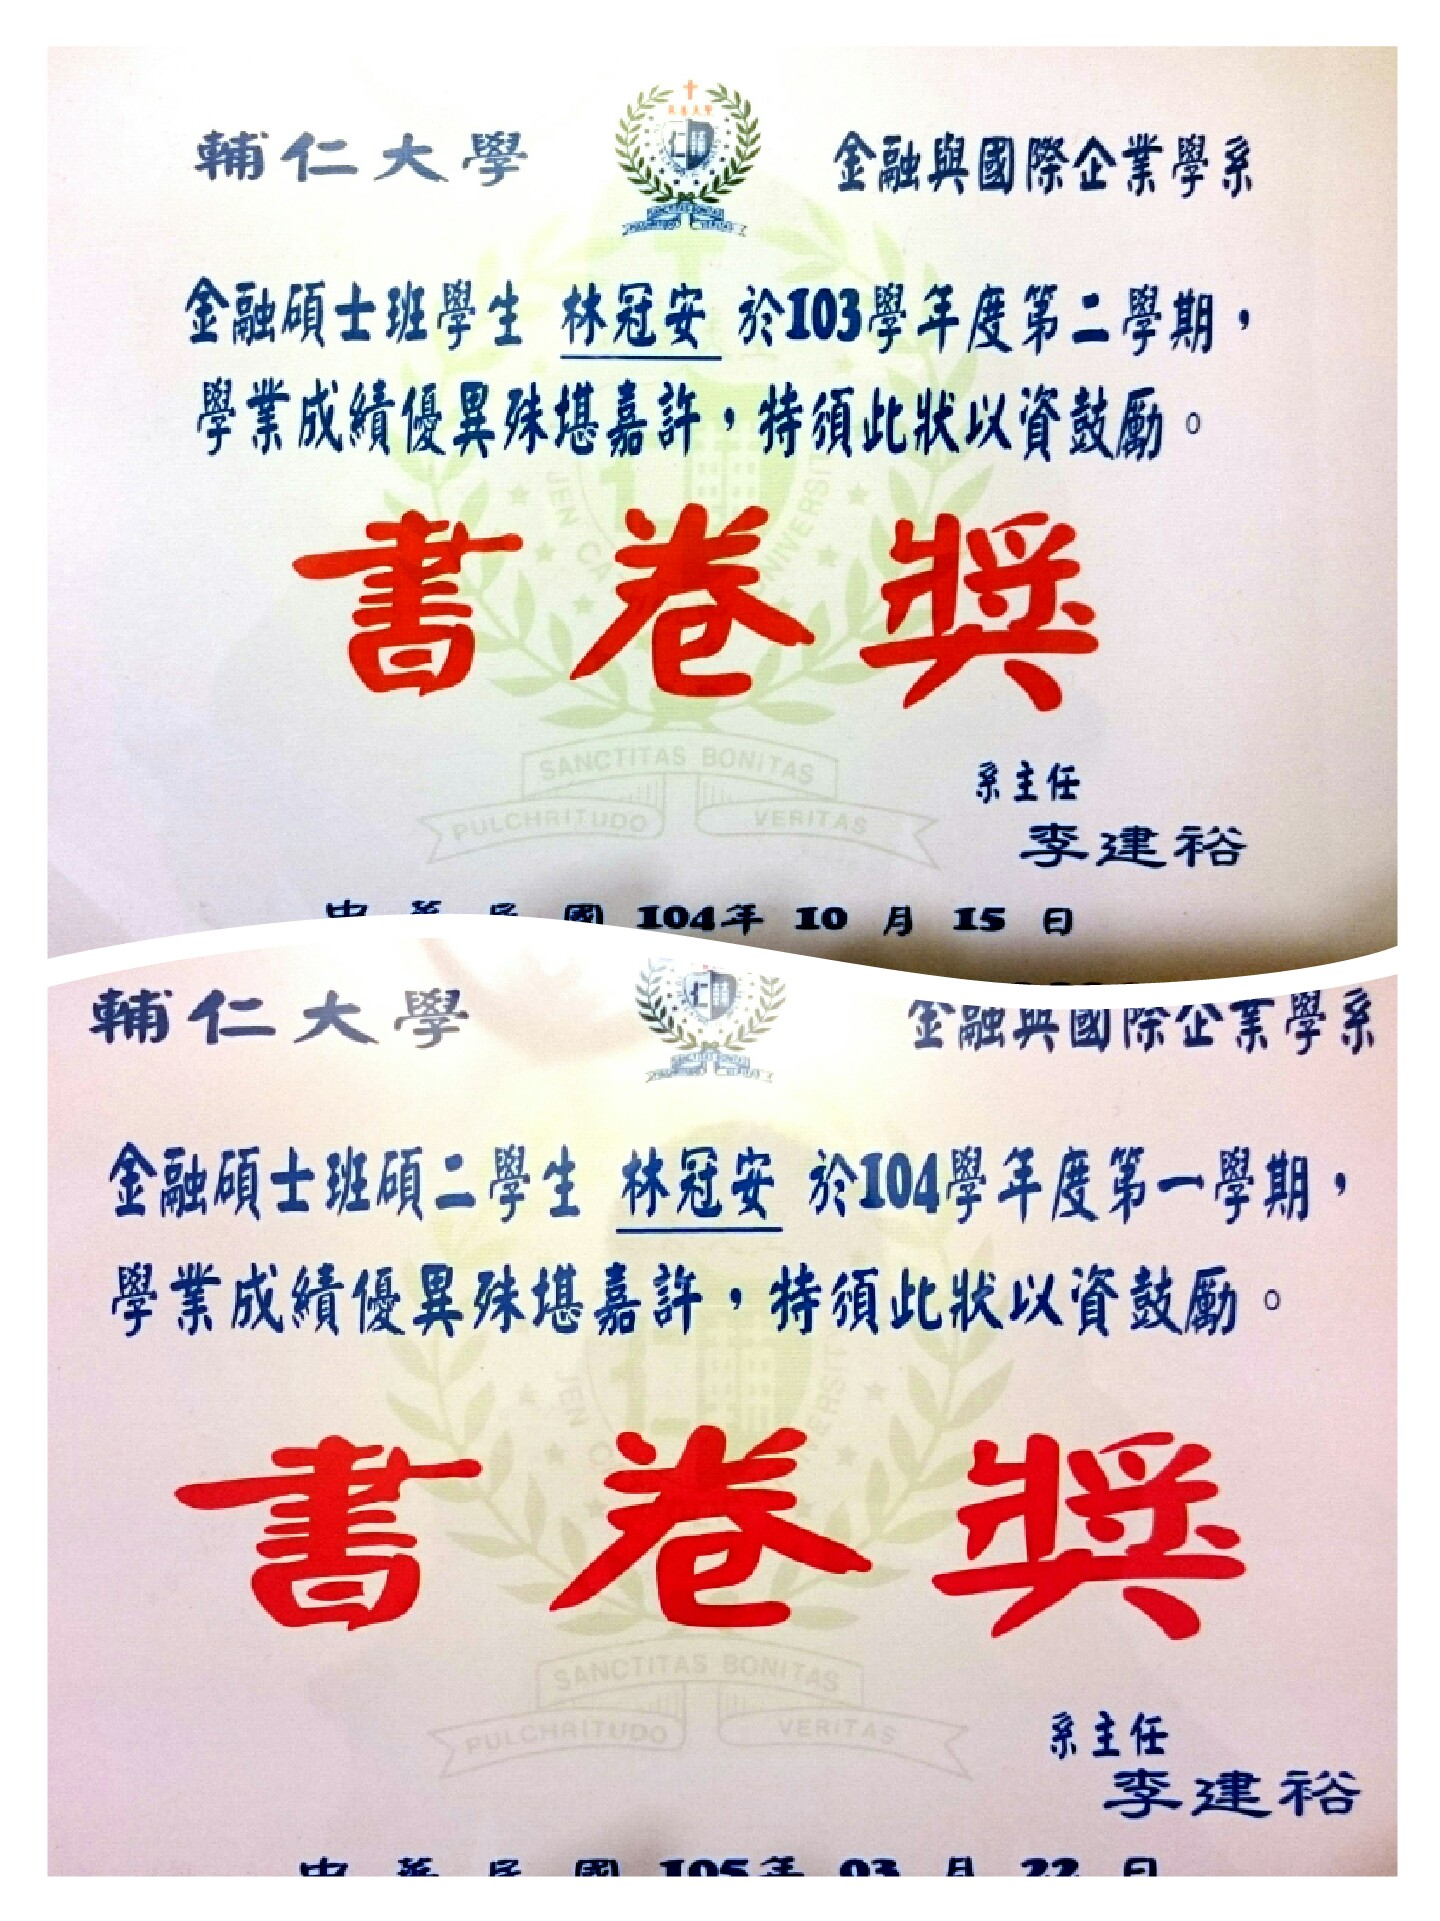 輔仁大學
金融與國際企業學系
金融碩士班學生 林冠安 於103學年度第二學期，
學業成績優異殊堪嘉許，特須此狀以資鼓勵。
書卷獎
SANCTITAS BONITAS
PULCHRITUDO VERITAS
系主任
李建裕
中華民國 104年 10 月 15 日
輔仁大學
金融與國際企業學系
金融碩士班碩二學生 林冠安 於104學年度第一學期，
學業成績優異殊堪嘉許，特須此狀以資鼓勵。
書卷獎
SANCTITAS BONITAS
PULCHRITUDO VERITAS
系主任
李建裕
中華民國 105年 03 月 22 日